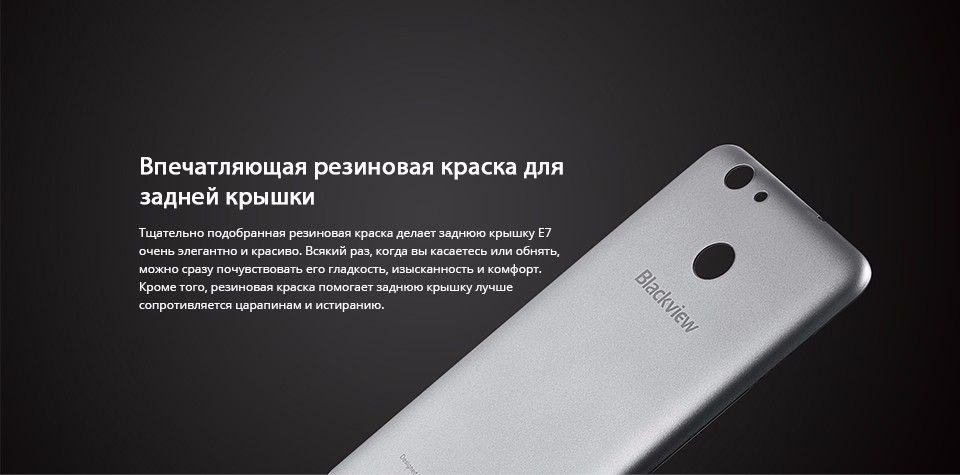 Впечатляющая резиновая краска для
задней крышки
Тщательно подобранная резиновая краска делает заднюю крышку E7
очень элегантно и красиво. Всякий раз, когда вы касаетесь или обнять,
можно сразу почувствовать его гладкость, изысканность и комфорт.
Кроме того, резиновая краска помогает заднюю крышку лучше
сопротивляется царапинам и истиранию.
Blackview
Designed